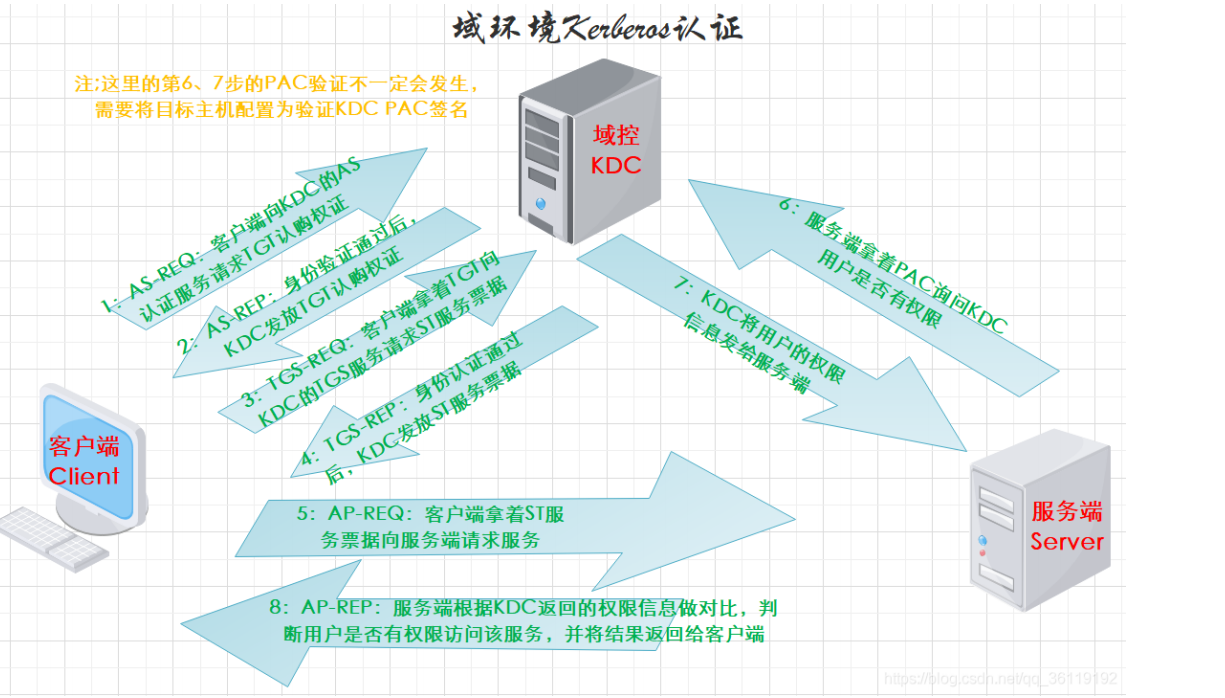 域环境Kerberos认证
注;这里的第6、7步的PAC验证不一定会发生，
需要将目标主机配置为验证KDC PAC签名
域控
KDC
1：AS-REQ：客户端向KDC的AS
认证服务请求TGT认购权证
2：AS-REP：身份验证通过后，
KDC发放TGT认购权证
3：TGS-REQ：客户端拿着TGT向
KDC的TGS服务请求ST服务票据
4：TGS-REP：身份认证通过
后，KDC发放ST服务票据
6：服务端拿着PAC询问KDC
用户是否有权限
7：KDC将用户的权限
信息发给服务端
客户端
Client
服务端
Server
5：AP-REQ：客户端拿着ST服
务票据向服务端请求服务
8：AP-REP：服务端根据KDC返回的权限信息做对比，判
断用户是否有权限访问该服务，并将结果返回给客户端
https://blog.csdn.net/qq_36119192